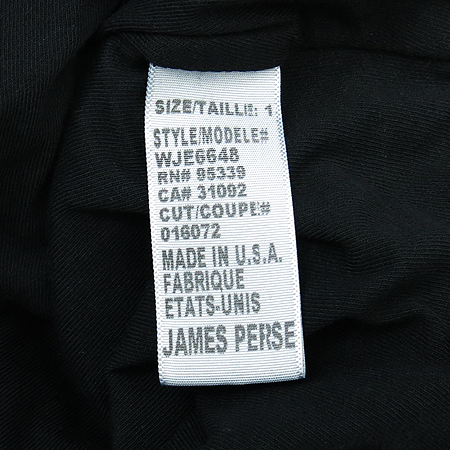 SIZE/TAILLE: 1
STYLE/MODELE#
WJE6648
RN# 95339
CA# 31092
CUT/COUPE#
016072
MADE IN U.S.A.
FABRIQUE
ETATS-UNIS
JAMES PERSE